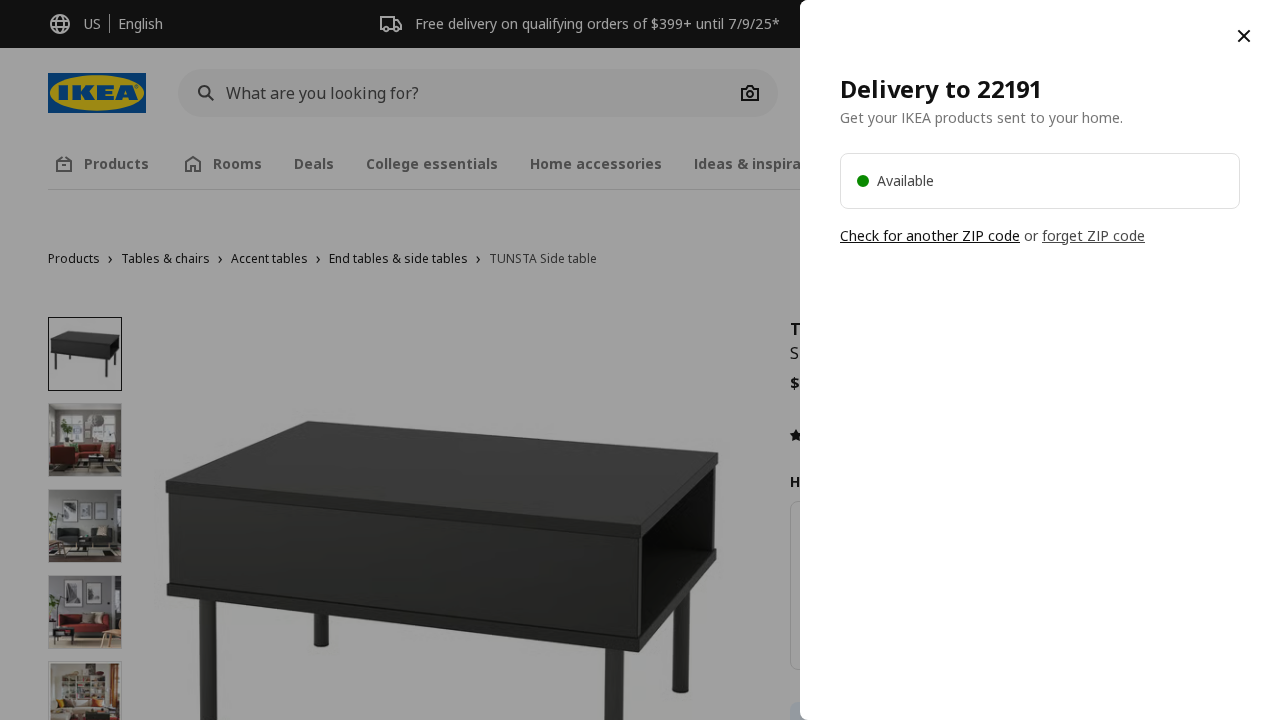 US
English
Free delivery on qualifying orders of $399+ until 7/9/25*
IKEA
What are you looking for?
Products
Rooms
Deals
College essentials
Home accessories
Ideas & inspira
Products › Tables & chairs › Accent tables › End tables & side tables › TUNSTA Side table
T
S
$
H
Delivery to 22191
Get your IKEA products sent to your home.
Available
Check for another ZIP code or forget ZIP code